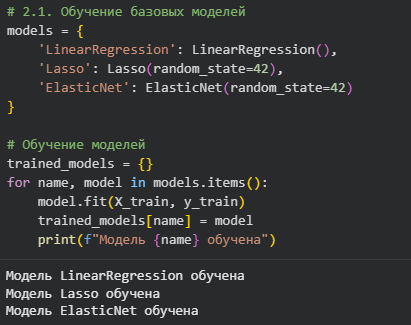 # 2.1. Обучение базовых моделей
models = {
    'LinearRegression': LinearRegression(),
    'Lasso': Lasso(random_state=42),
    'ElasticNet': ElasticNet(random_state=42)
}
# Обучение моделей
trained_models = {}
for name, model in models.items():
    model.fit(X_train, y_train)
    trained_models[name] = model
    print(f"Модель {name} обучена")
Модель LinearRegression обучена
Модель Lasso обучена
Модель ElasticNet обучена